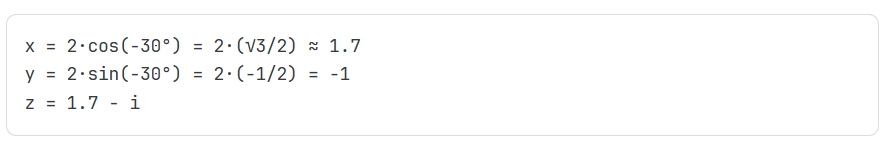 x = 2·cos(-30°) = 2·(√3/2) ≈ 1.7
y = 2·sin(-30°) = 2·(-1/2) = -1
z = 1.7 - i